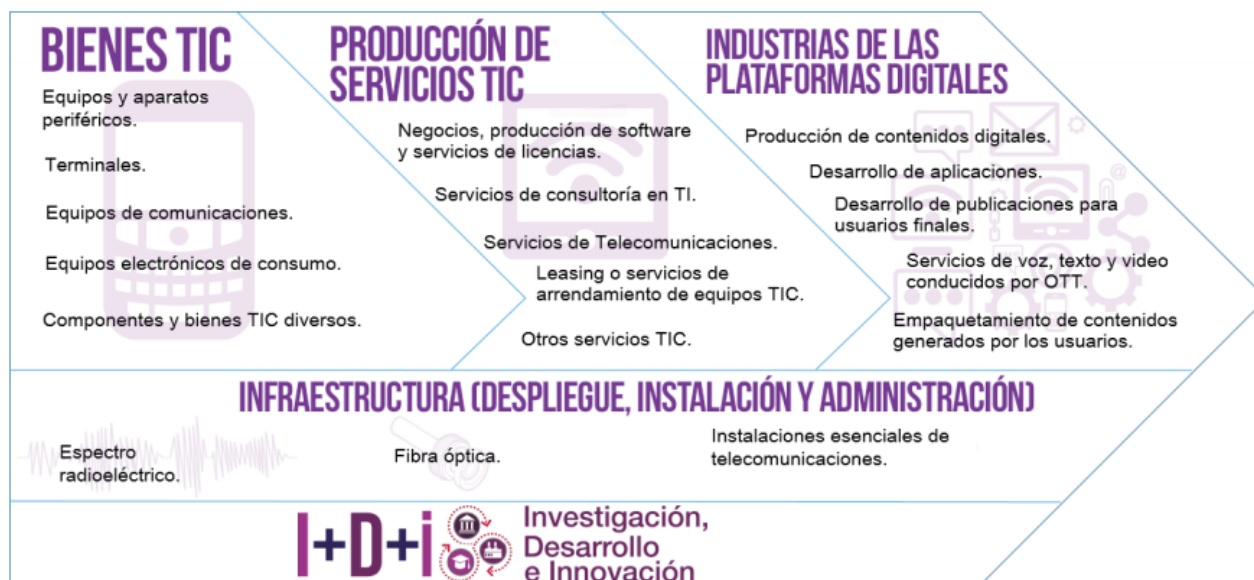 BIENES TIC
Equipos y aparatos
periféricos.
Terminales.
Equipos de comunicaciones.
Equipos electrónicos de consumo.
Componentes y bienes TIC diversos.
PRODUCCIÓN DE
SERVICIOS TIC
Negocios, producción de software
y servicios de licencias.
Servicios de consultoría en TI.
Servicios de Telecomunicaciones.
Leasing o servicios de
arrendamiento de equipos TIC.
Otros servicios TIC.
INDUSTRIAS DE LAS
PLATAFORMAS DIGITALES
Producción de contenidos digitales.
Desarrollo de aplicaciones.
Desarrollo de publicaciones para
usuarios finales.
Servicios de voz, texto y video
conducidos por OTT.
Empaquetamiento de contenidos
generados por los usuarios.
INFRAESTRUCTURA (DESPLIEGUE, INSTALACIÓN Y ADMINISTRACIÓN)
Espectro
radioeléctrico.
Fibra óptica.
Instalaciones esenciales de
telecomunicaciones.
I+D+i
Investigación,
Desarrollo
e Innovación